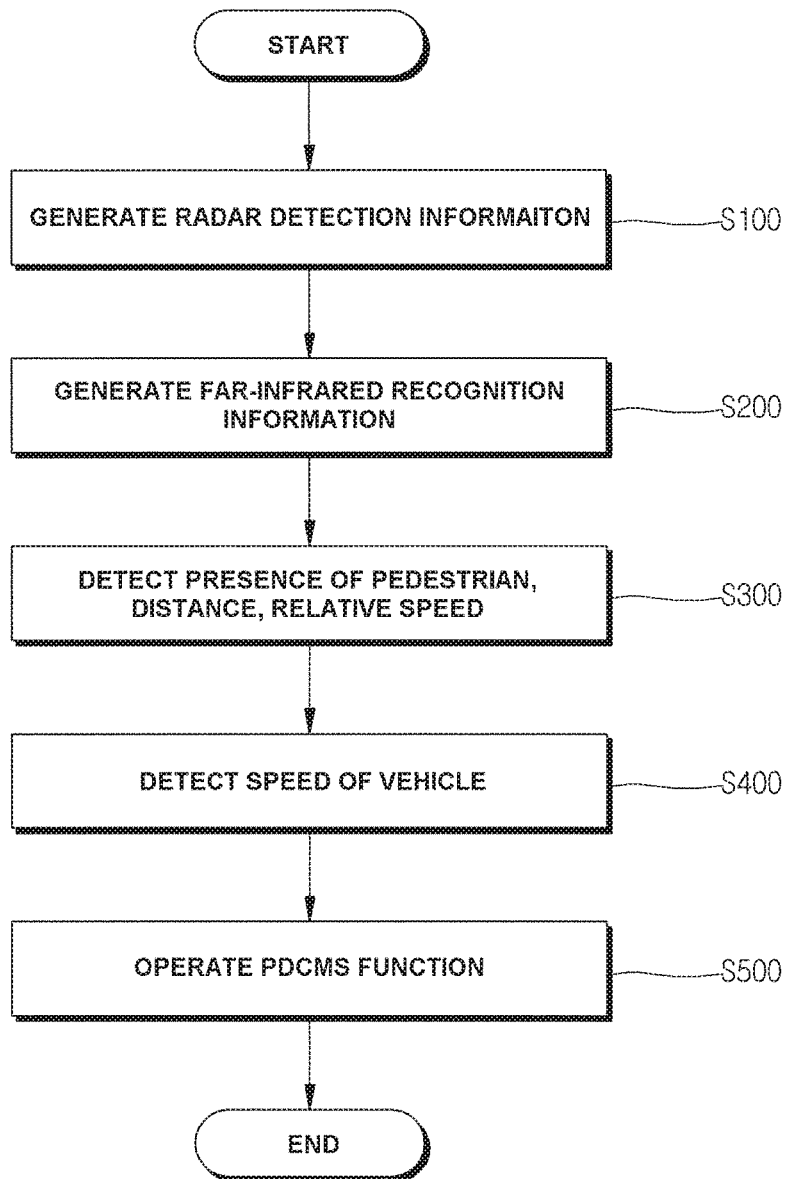 START
GENERATE RADAR DETECTION INFORMAITON
S100
GENERATE FAR-INFRARED RECOGNITION
INFORMATION
S200
DETECT PRESENCE OF PEDESTRIAN,
DISTANCE, RELATIVE SPEED
S300
DETECT SPEED OF VEHICLE
S400
OPERATE PDCMS FUNCTION
S500
END